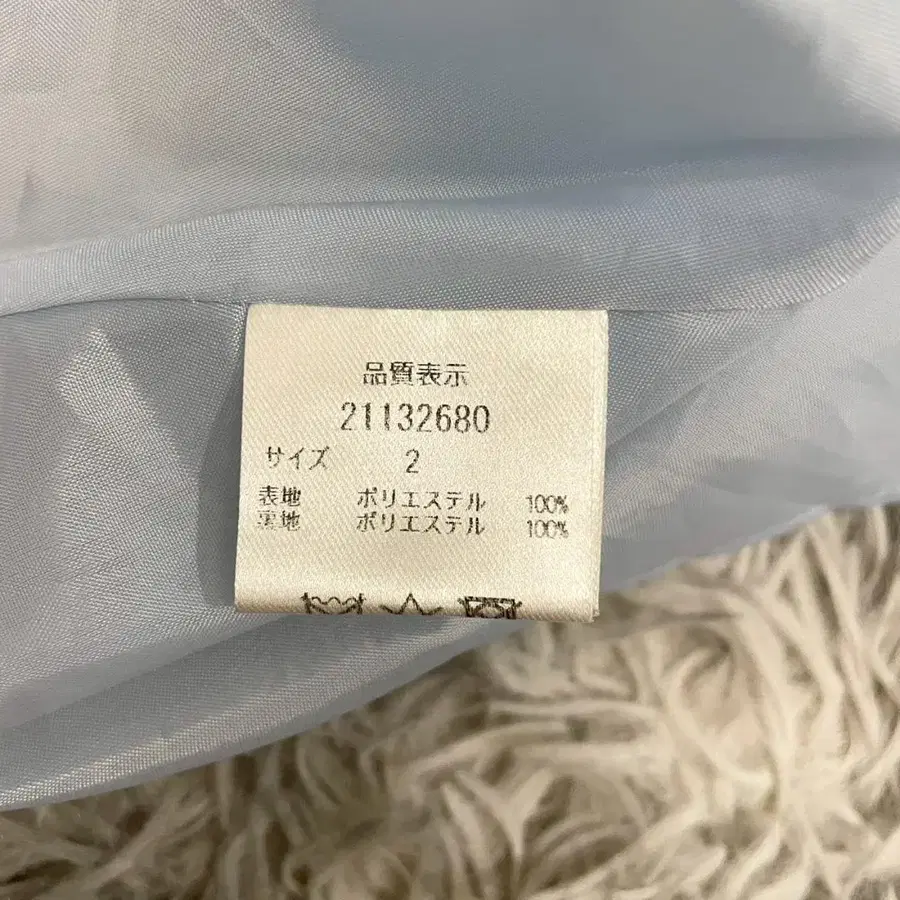 品質表示
21132680
サイズ 2
表地 ポリエステル 100%
裏地 ポリエステル 100%